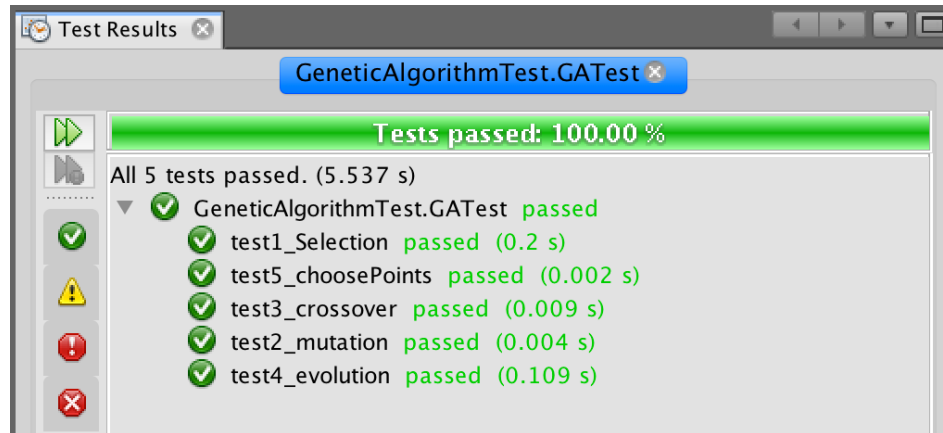 Test Results
GeneticAlgorithmTest.GATest
Tests passed: 100.00 %
All 5 tests passed. (5.537 s)
GeneticAlgorithmTest.GATest passed
test1_Selection passed (0.2 s)
test5_choosePoints passed (0.002 s)
test3_crossover passed (0.009 s)
test2_mutation passed (0.004 s)
test4_evolution passed (0.109 s)